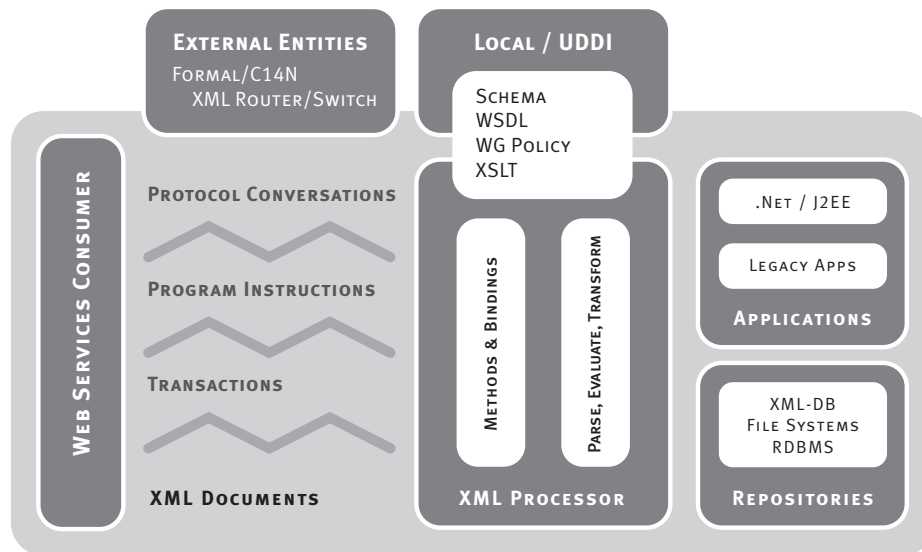 External Entities
Formal/C14N
XML Router/Switch
Local / UDDI
Schema
WSDL
WG Policy
XSLT
Web Services Consumer
Protocol Conversations
Program Instructions
Transactions
XML Documents
Methods & Bindings
Parse, Evaluate, Transform
XML Processor
.Net / J2EE
Legacy Apps
Applications
XML-DB
File Systems
RDBMS
Repositories